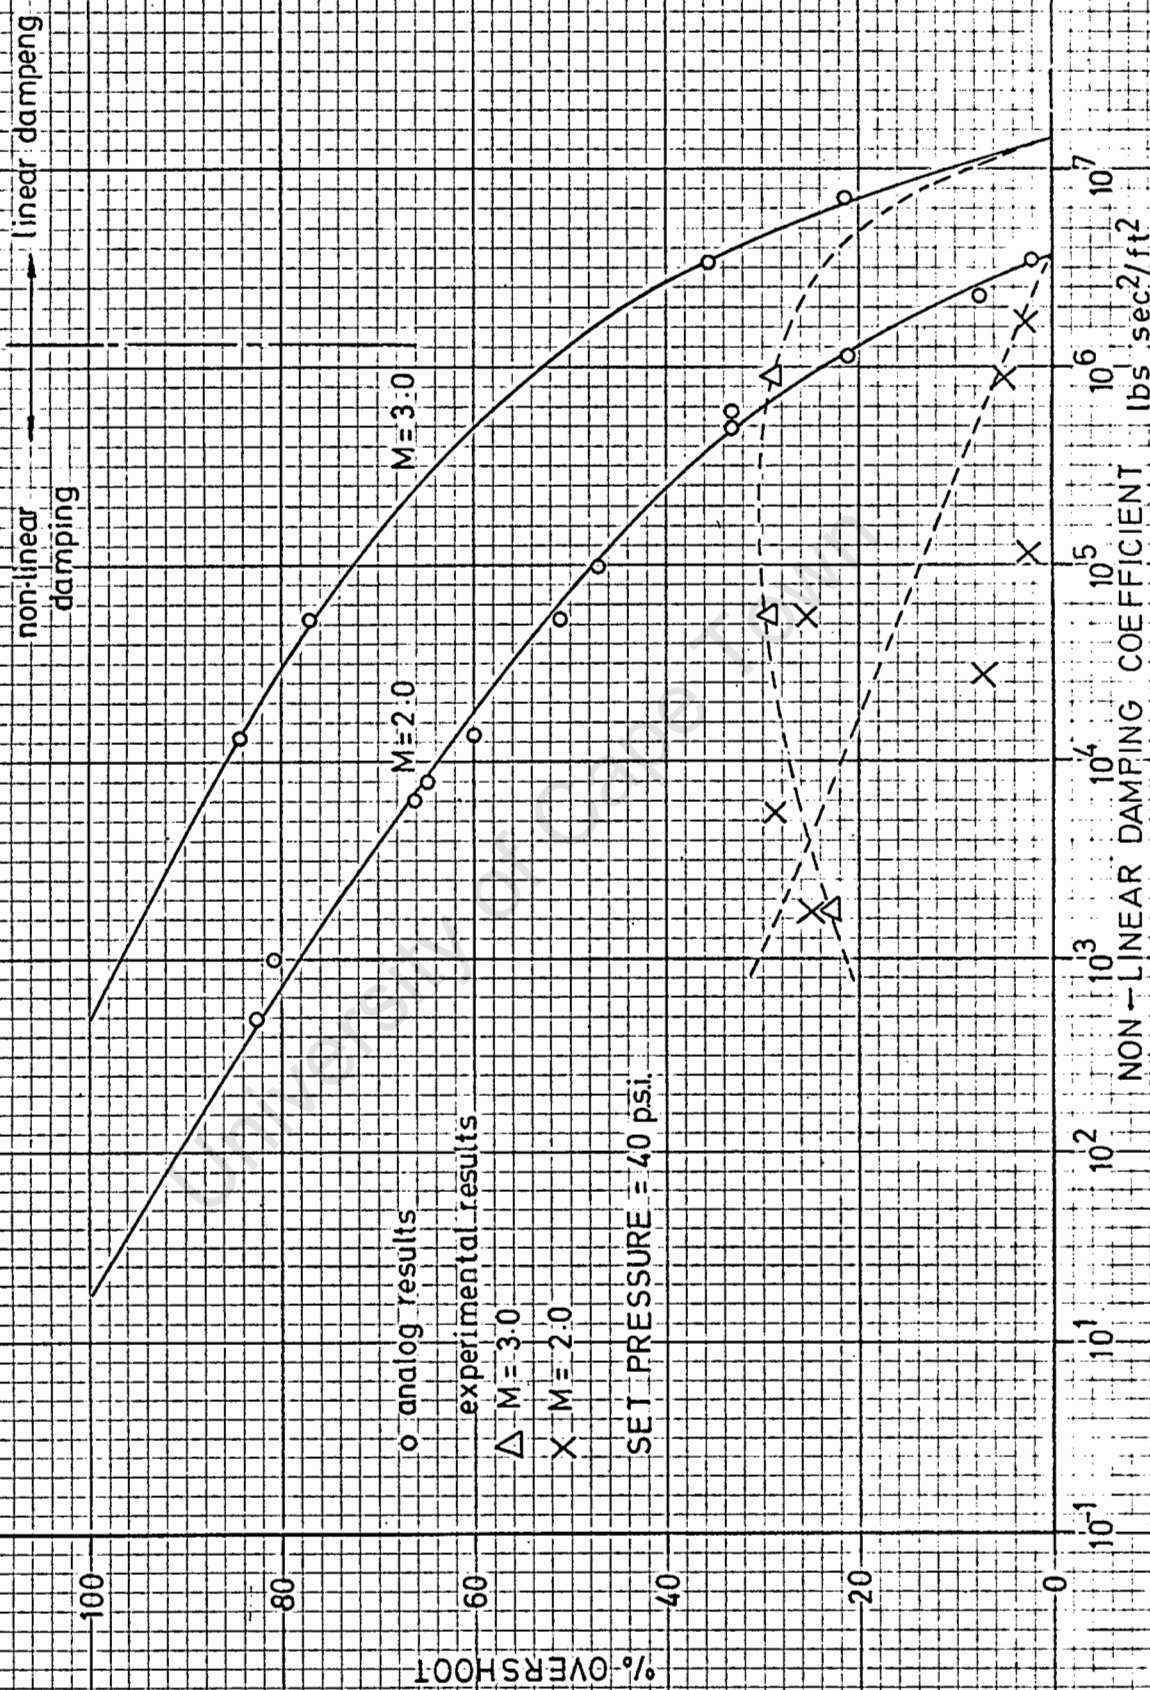 non-linear
damping
linear dampeng
M = 3.0
M = 2.0
o analog results
experimental results
△ M = 3.0
X M = 2.0
SET PRESSURE = 40 p.s.i.
% OVERSHOOT
100
80
60
40
20
0
10-1
10¹
10²
10³
10⁴
10⁵
10⁶
10⁷
NON-LINEAR DAMPING COEFFICIENT lbs sec²/ft²
University of Cape Town